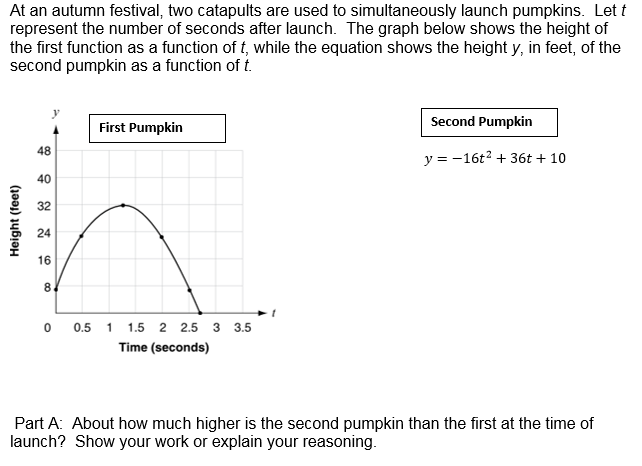 At an autumn festival, two catapults are used to simultaneously launch pumpkins. Let t
represent the number of seconds after launch. The graph below shows the height of
the first function as a function of t, while the equation shows the height y, in feet, of the
second pumpkin as a function of t.
y
First Pumpkin
48
40
32
24
16
8
Height (feet)
0 0.5 1 1.5 2 2.5 3 3.5
t
Time (seconds)
Second Pumpkin
y = −16t² + 36t + 10
Part A: About how much higher is the second pumpkin than the first at the time of
launch? Show your work or explain your reasoning.